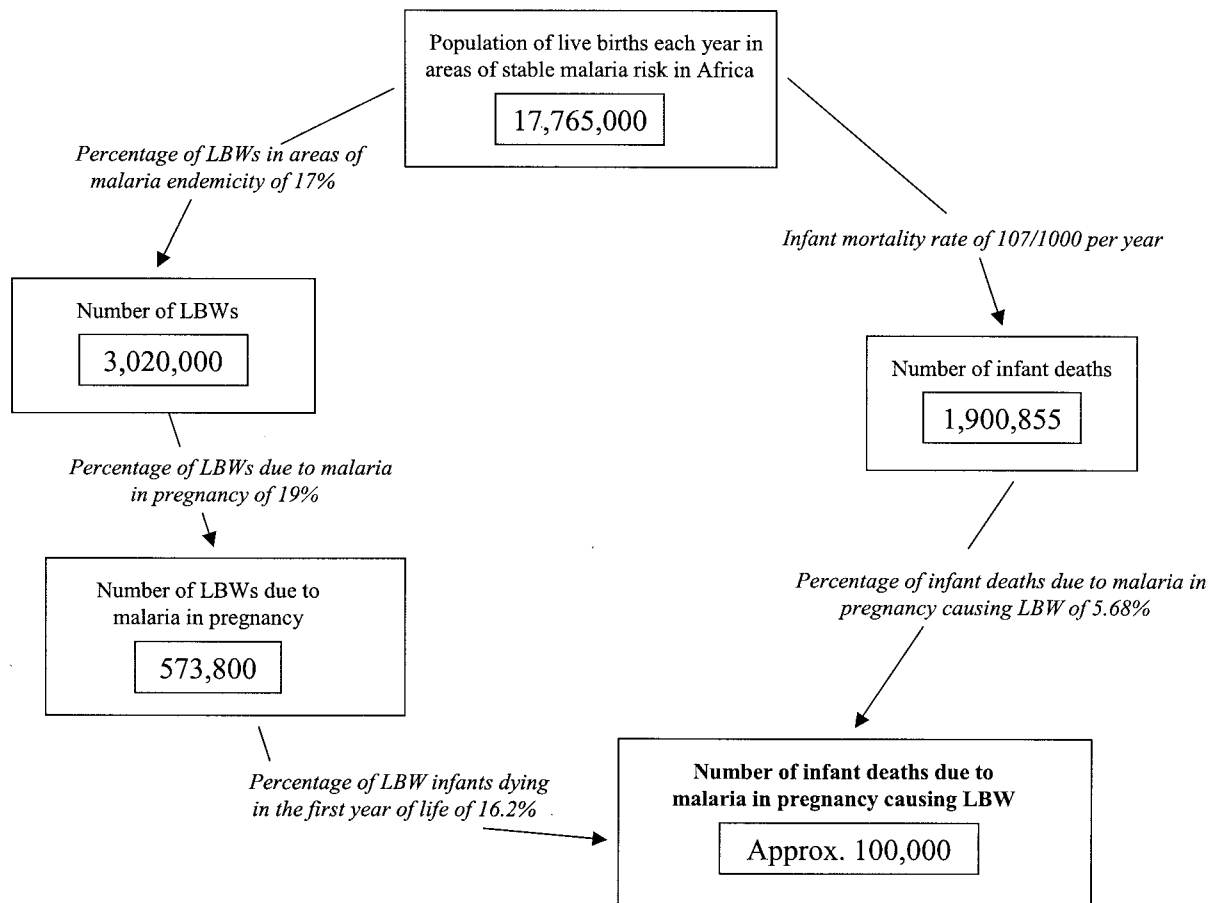 Population of live births each year in
areas of stable malaria risk in Africa
17,765,000
Percentage of LBWs in areas of
malaria endemicity of 17%
Infant mortality rate of 107/1000 per year
Number of LBWs
3,020,000
Number of infant deaths
1,900,855
Percentage of LBWs due to malaria
in pregnancy of 19%
Number of LBWs due to
malaria in pregnancy
573,800
Percentage of infant deaths due to malaria in
pregnancy causing LBW of 5.68%
Percentage of LBW infants dying
in the first year of life of 16.2%
Number of infant deaths due to
malaria in pregnancy causing LBW
Approx. 100,000